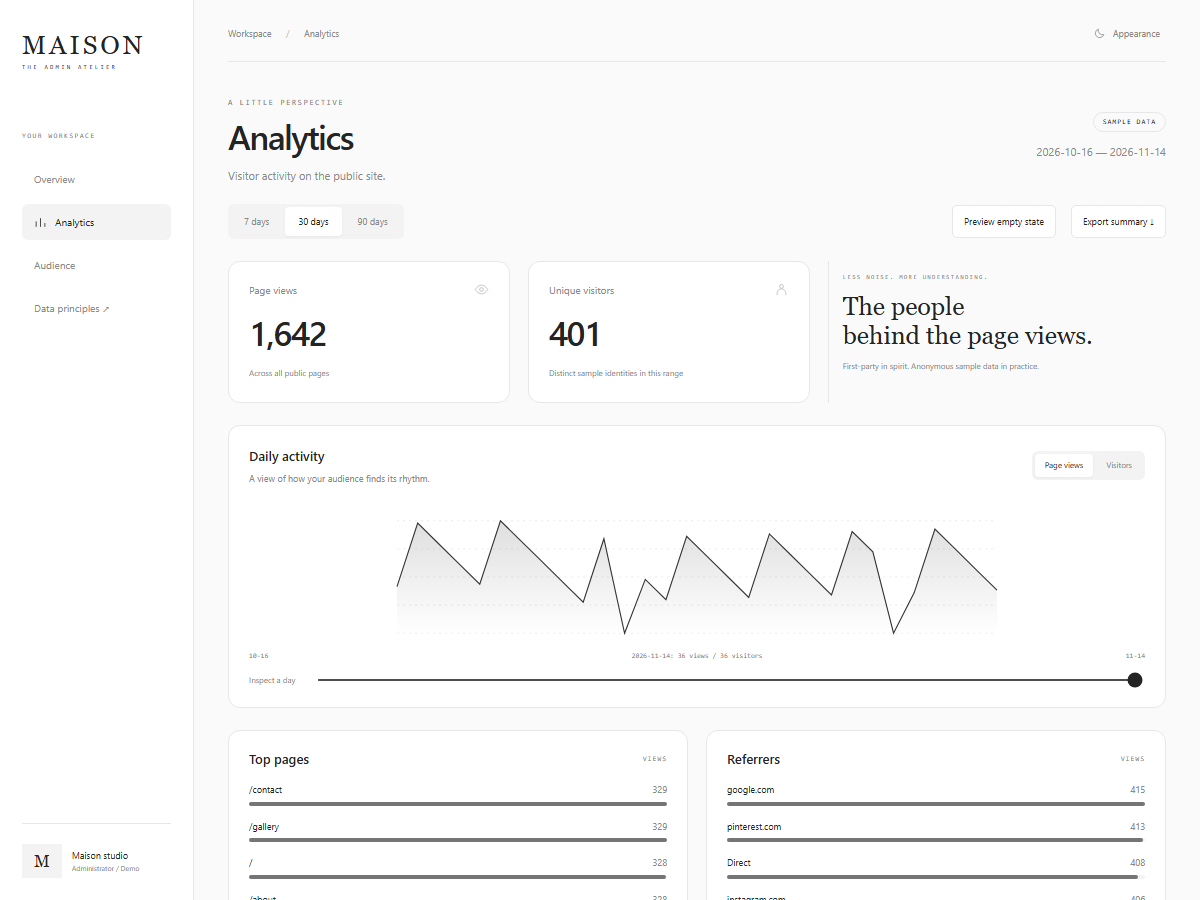 MAISON
THE ADMIN ATELIER
YOUR WORKSPACE
Overview
Analytics
Audience
Data principles ↗
M
Maison studio
Administrator / Demo
Workspace / Analytics
Appearance
A LITTLE PERSPECTIVE
Analytics
Visitor activity on the public site.
SAMPLE DATA
2026-10-16 — 2026-11-14
7 days 30 days 90 days
Preview empty state
Export summary ↓
Page views
1,642
Across all public pages
Unique visitors
401
Distinct sample identities in this range
LESS NOISE. MORE UNDERSTANDING.
The people
behind the page views.
First-party in spirit. Anonymous sample data in practice.
Daily activity
A view of how your audience finds its rhythm.
Page views Visitors
10-16 2026-11-14: 36 views / 36 visitors 11-14
Inspect a day
Top pages VIEWS
/contact 329
/gallery 329
/ 328
/about 328
Referrers VIEWS
google.com 415
pinterest.com 413
Direct 408
instagram.com 406